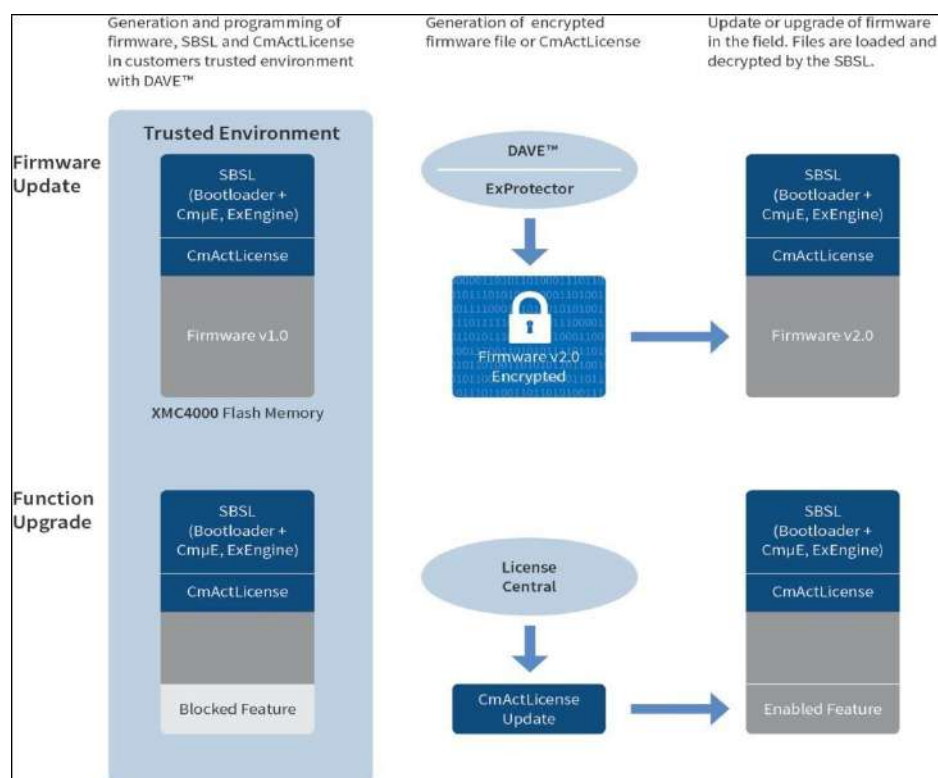 Generation and programming of
firmware, SBSL and CmActLicense
in customers trusted environment
with DAVE™
Generation of encrypted
firmware file or CmActLicense
Update or upgrade of firmware
in the field. Files are loaded and
decrypted by the SBSL.
Trusted Environment
Firmware
Update
SBSL
(Bootloader +
CmµE, ExEngine)
CmActLicense
Firmware v1.0
XMC4000 Flash Memory
DAVE™
ExProtector
Firmware v2.0
Encrypted
SBSL
(Bootloader +
CmµE, ExEngine)
CmActLicense
Firmware v2.0
Function
Upgrade
SBSL
(Bootloader +
CmµE, ExEngine)
CmActLicense
Blocked Feature
License
Central
CmActLicense
Update
SBSL
(Bootloader +
CmµE, ExEngine)
CmActLicense
Enabled Feature